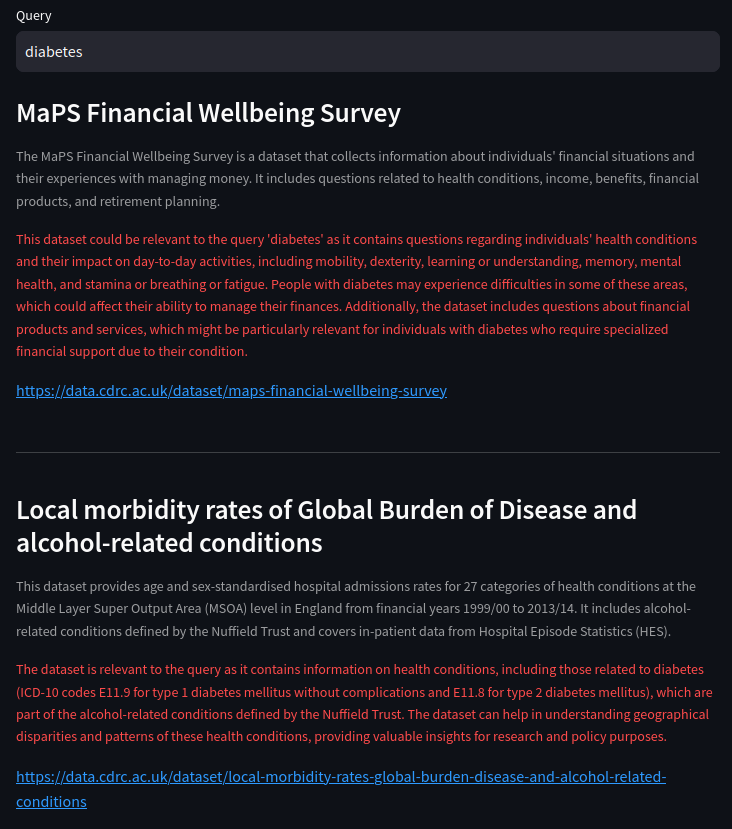 Query
diabetes
MaPS Financial Wellbeing Survey
The MaPS Financial Wellbeing Survey is a dataset that collects information about individuals' financial situations and
their experiences with managing money. It includes questions related to health conditions, income, benefits, financial
products, and retirement planning.
This dataset could be relevant to the query 'diabetes' as it contains questions regarding individuals' health conditions
and their impact on day-to-day activities, including mobility, dexterity, learning or understanding, memory, mental
health, and stamina or breathing or fatigue. People with diabetes may experience difficulties in some of these areas,
which could affect their ability to manage their finances. Additionally, the dataset includes questions about financial
products and services, which might be particularly relevant for individuals with diabetes who require specialized
financial support due to their condition.
https://data.cdrc.ac.uk/dataset/maps-financial-wellbeing-survey
Local morbidity rates of Global Burden of Disease and
alcohol-related conditions
This dataset provides age and sex-standardised hospital admissions rates for 27 categories of health conditions at the
Middle Layer Super Output Area (MSOA) level in England from financial years 1999/00 to 2013/14. It includes alcohol-
related conditions defined by the Nuffield Trust and covers in-patient data from Hospital Episode Statistics (HES).
The dataset is relevant to the query as it contains information on health conditions, including those related to diabetes
(ICD-10 codes E11.9 for type 1 diabetes mellitus without complications and E11.8 for type 2 diabetes mellitus), which are
part of the alcohol-related conditions defined by the Nuffield Trust. The dataset can help in understanding geographical
disparities and patterns of these health conditions, providing valuable insights for research and policy purposes.
https://data.cdrc.ac.uk/dataset/local-morbidity-rates-global-burden-disease-and-alcohol-related-
conditions